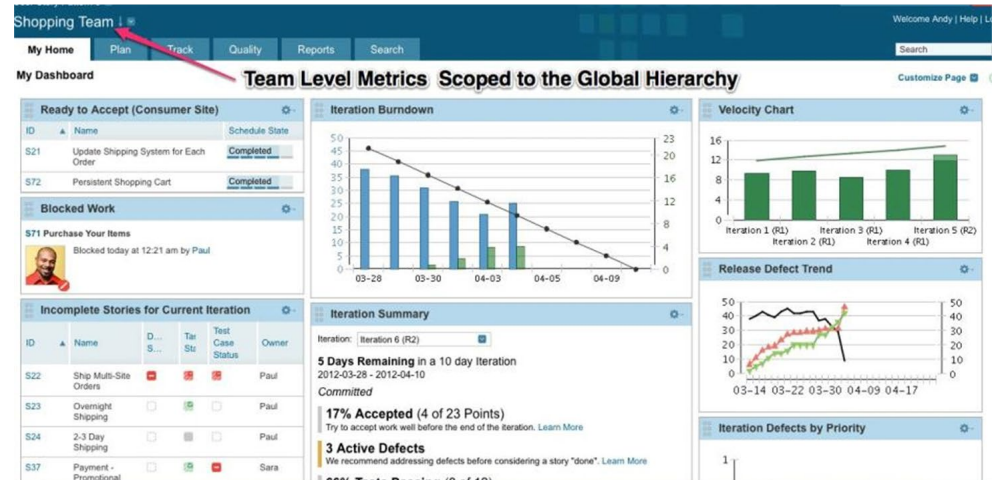 Shopping Team
Welcome Andy | Help | Lo
My Home Plan Track Quality Reports Search
Search
My Dashboard
Team Level Metrics Scoped to the Global Hierarchy
Customize Page
Ready to Accept (Consumer Site)
ID Name Schedule State
S21 Update Shipping System for Each Completed
Order
S72 Persistent Shopping Cart Completed
Blocked Work
S71 Purchase Your Items
Blocked today at 12:21 am by Paul
Incomplete Stories for Current Iteration
ID Name D... S... Tas Sta Test Case Status Owner
S22 Ship Multi-Site Paul
Orders
S23 Overnight Paul
Shipping
S24 2-3 Day Paul
Shipping
S37 Payment - Sara
Promotional
Iteration Burndown
50 23
45
40 20
35
30 16
25 12
20
15 8
10 4
5
0 0
03-28 03-30 04-03 04-05 04-09
Iteration Summary
Iteration: Iteration 6 (R2)
5 Days Remaining in a 10 day Iteration
2012-03-28 - 2012-04-10
Committed
17% Accepted (4 of 23 Points)
Try to accept work well before the end of the iteration. Learn More
3 Active Defects
We recommend addressing defects before considering a story "done". Learn More
Velocity Chart
16
12
8
4
0
Iteration 1 (R1) Iteration 3 (R1) Iteration 5 (R2)
Iteration 2 (R1) Iteration 4 (R1)
Release Defect Trend
50 50
40 40
30 30
20 20
10 10
0 0
03-14 03-22 03-30 04-09 04-17
Iteration Defects by Priority
1